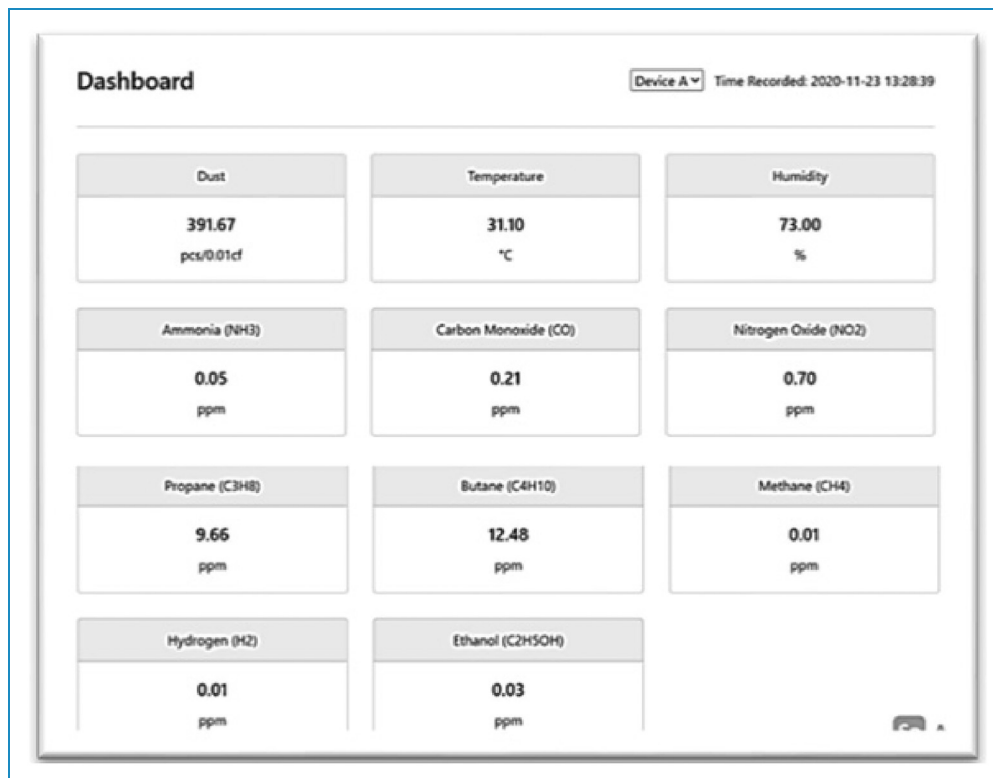 Dashboard
Device A Time Recorded: 2020-11-23 13:28:39
Dust Temperature Humidity
391.67 31.10 73.00
pcs/0.01cf °C %
Ammonia (NH3) Carbon Monoxide (CO) Nitrogen Oxide (NO2)
0.05 0.21 0.70
ppm ppm ppm
Propane (C3H8) Butane (C4H10) Methane (CH4)
9.66 12.48 0.01
ppm ppm ppm
Hydrogen (H2) Ethanol (C2H5OH)
0.01 0.03
ppm ppm